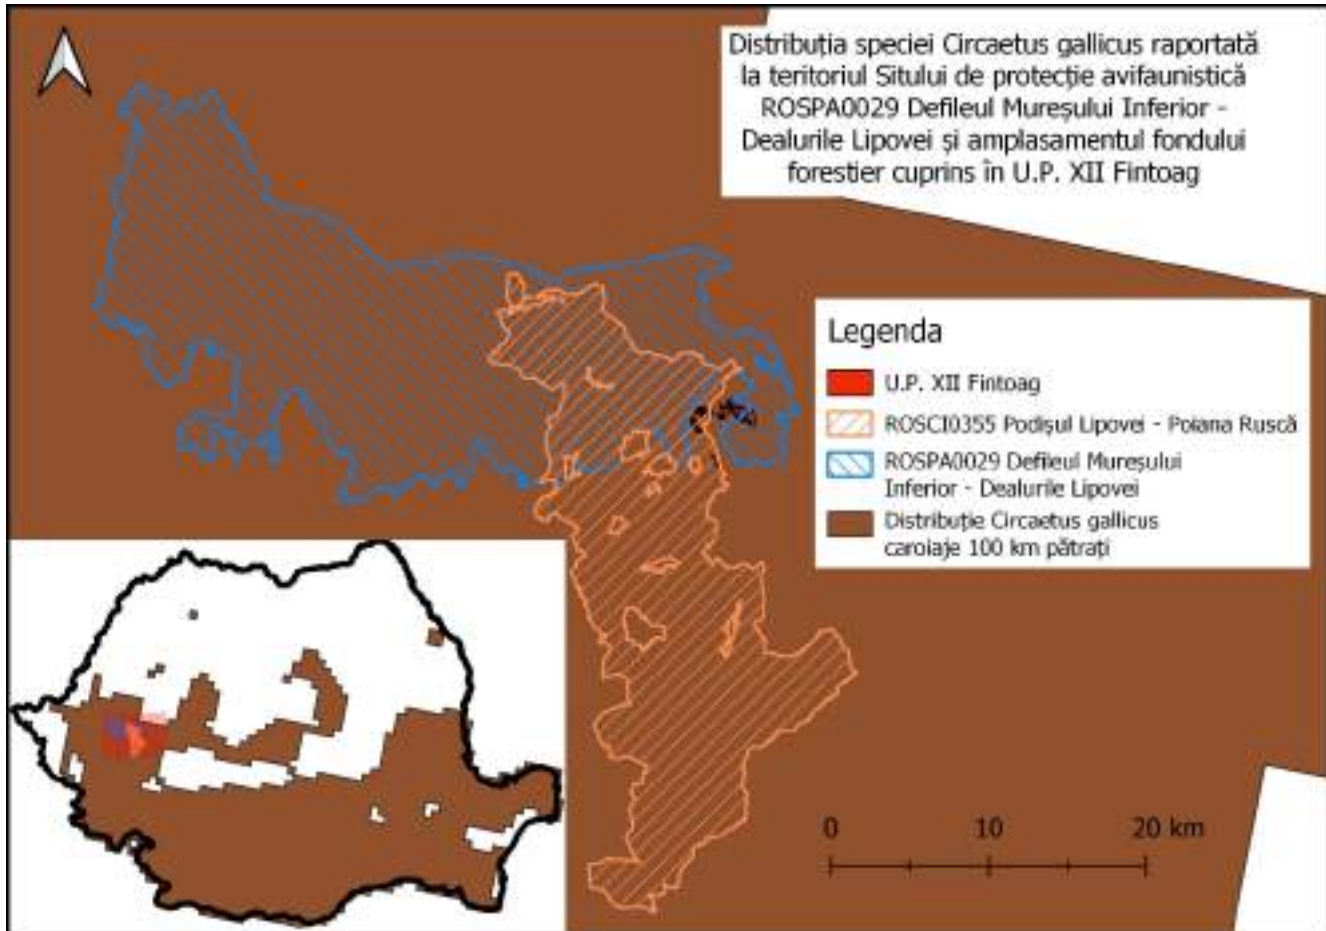 Distribuția speciei Circaetus gallicus raportată
la teritoriul Sitului de protecție avifaunistică
ROSPA0029 Defileul Mureșului Inferior -
Dealurile Lipovei și amplasamentul fondului
forestier cuprins în U.P. XII Fintoag
Legenda
U.P. XII Fintoag
ROSCI0355 Podișul Lipovei - Poiana Ruscă
ROSPA0029 Defileul Mureșului
Inferior - Dealurile Lipovei
Distribuție Circaetus gallicus
caroiaje 100 km pătrați
0 10 20 km